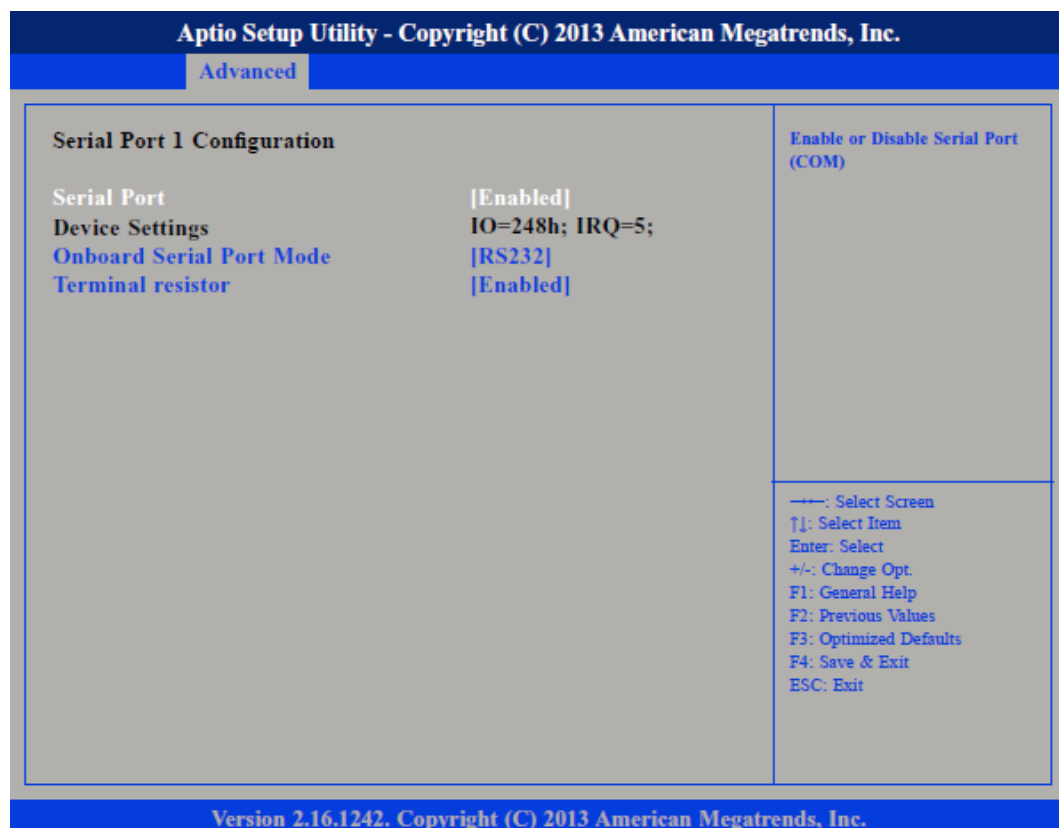 Aptio Setup Utility - Copyright (C) 2013 American Megatrends, Inc.
Advanced
Serial Port 1 Configuration
Serial Port [Enabled]
Device Settings IO=248h; IRQ=5;
Onboard Serial Port Mode [RS232]
Terminal resistor [Enabled]
Enable or Disable Serial Port
(COM)
→←: Select Screen
↑↓: Select Item
Enter: Select
+/-: Change Opt.
F1: General Help
F2: Previous Values
F3: Optimized Defaults
F4: Save & Exit
ESC: Exit
Version 2.16.1242. Copyright (C) 2013 American Megatrends, Inc.